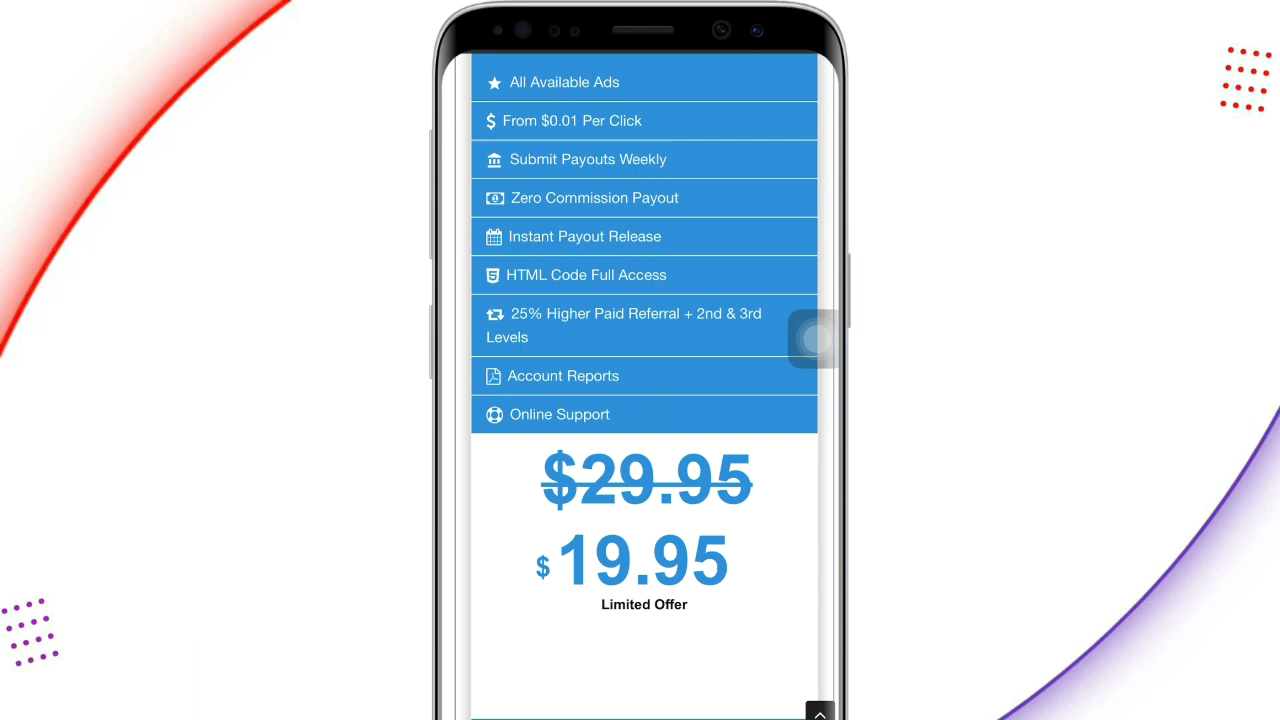 All Available Ads
$ From $0.01 Per Click
Submit Payouts Weekly
Zero Commission Payout
Instant Payout Release
HTML Code Full Access
25% Higher Paid Referral + 2nd & 3rd
Levels
Account Reports
Online Support
$29.95
$ 19.95
Limited Offer